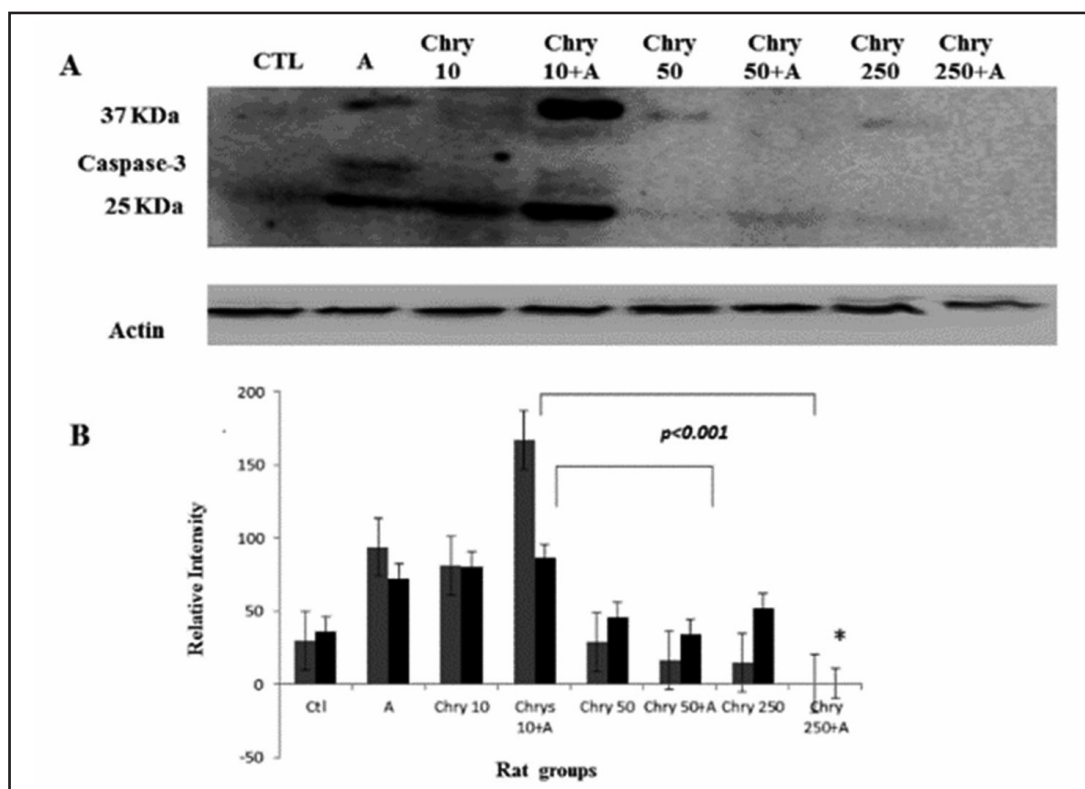 A
CTL A Chry 10 Chry 10+A Chry 50 Chry 50+A Chry 250 Chry 250+A
37 KDa
Caspase-3
25 KDa
Actin
B
200
150
100
50
0
-50
Relative Intensity
p<0.001
*
Ctl A Chry 10 Chrys 10+A Chry 50 Chry 50+A Chry 250 Chry 250+A
Rat groups